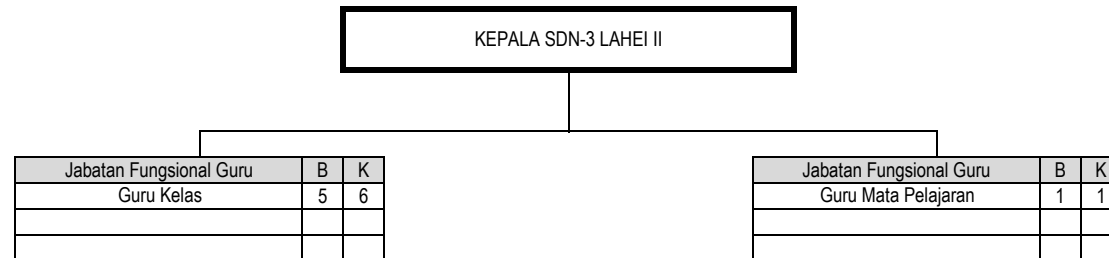 KEPALA SDN-3 LAHEI II
Jabatan Fungsional Guru B K
Guru Kelas 5 6
Jabatan Fungsional Guru B K
Guru Mata Pelajaran 1 1